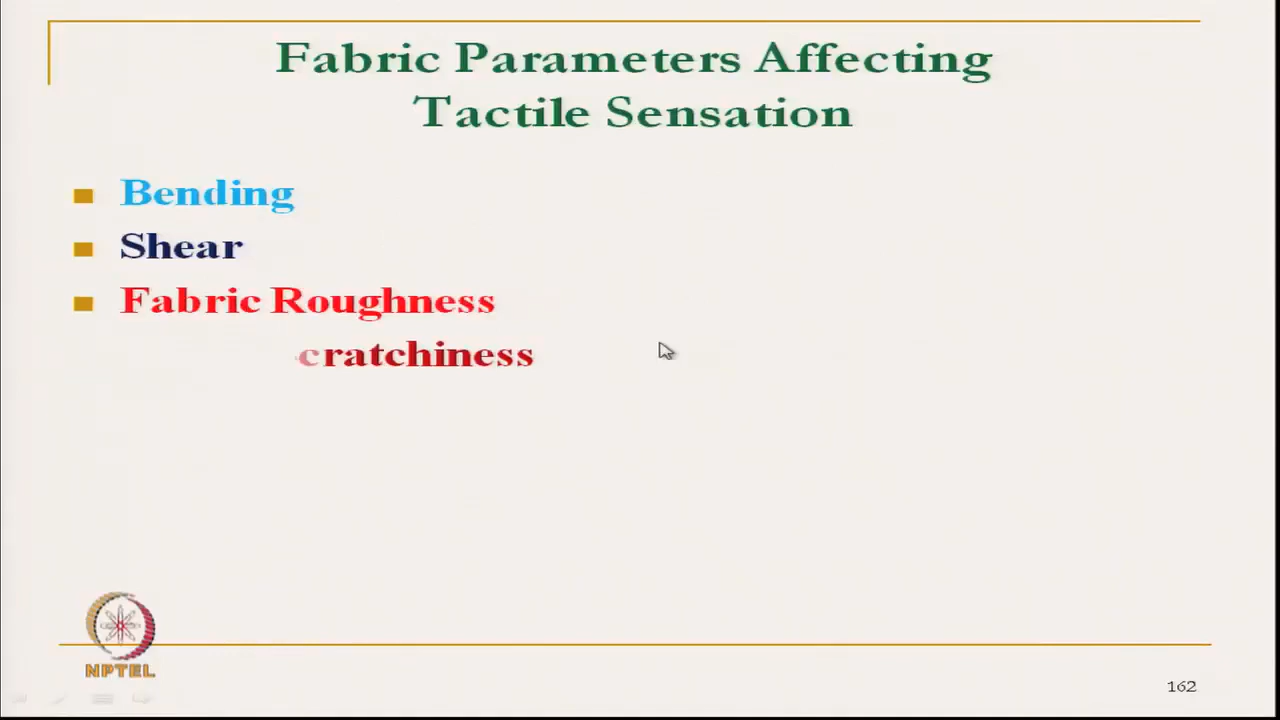 Fabric Parameters Affecting
Tactile Sensation
Bending
Shear
Fabric Roughness
cratchiness
NPTEL
162